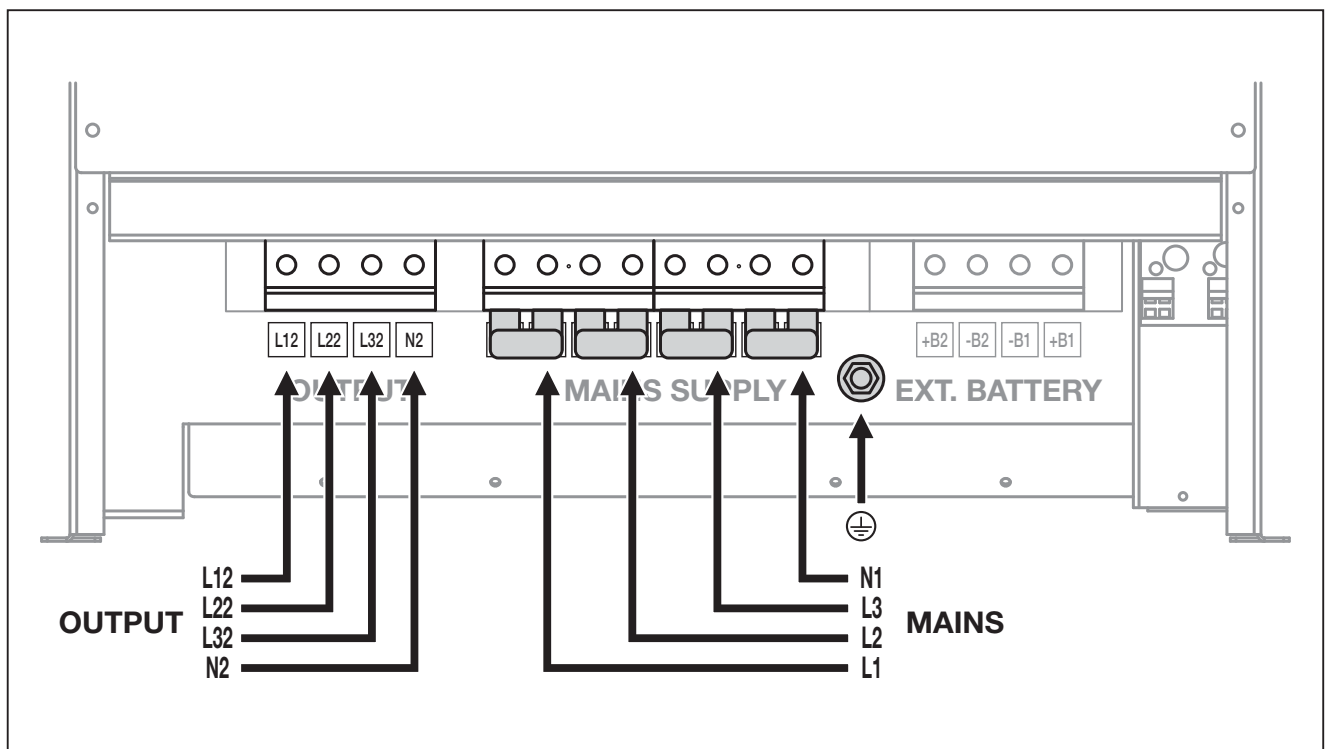 L12 L22 L32 N2
+B2 -B2 -B1 +B1
OUTPUT
MAINS SUPPLY
EXT. BATTERY
OUTPUT
L12
L22
L32
N2
N1
L3
L2
L1
MAINS